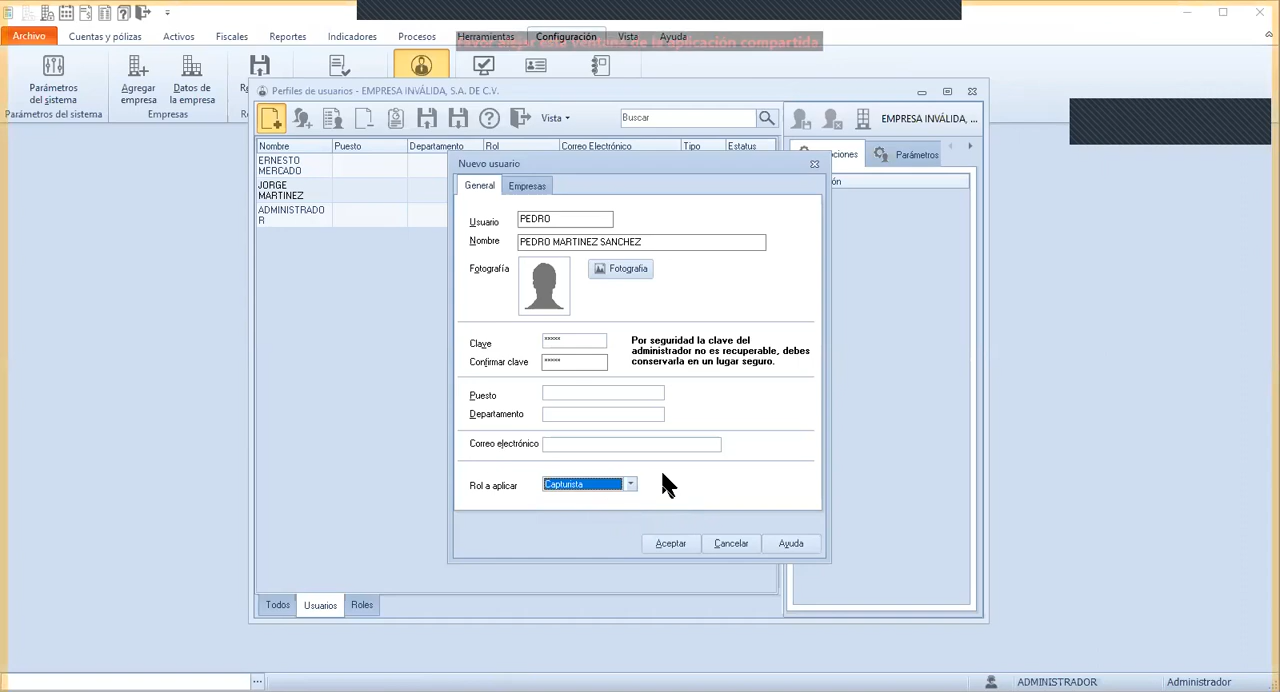 Archivo
Cuentas y pólizas
Activos
Fiscales
Reportes
Indicadores
Procesos
Herramientas
Configuración
Vista
Ayuda
Favor alejar esta ventana de la aplicación compartida.
Parámetros
del sistema
Agregar
empresa
Datos de
la empresa
Parámetros del sistema
Empresas
Perfiles de usuarios - EMPRESA INVÁLIDA, S.A. DE C.V.
Vista
Buscar
EMPRESA INVÁLIDA, ...
Nombre
Puesto
Departamento
Rol
Correo Electrónico
Tipo
Estatus
Parámetros
ERNESTO
MERCADO
JORGE
MARTINEZ
ADMINISTRADO
R
Nuevo usuario
General
Empresas
Usuario
PEDRO
Nombre
PEDRO MARTINEZ SANCHEZ
Fotografía
Fotografia
Clave
*****
Por seguridad la clave del
administrador no es recuperable, debes
conservarla en un lugar seguro.
Confirmar clave
*****
Puesto
Departamento
Correo electrónico
Rol a aplicar
Capturista
Aceptar
Cancelar
Ayuda
Todos
Usuarios
Roles
...
ADMINISTRADOR
Administrador